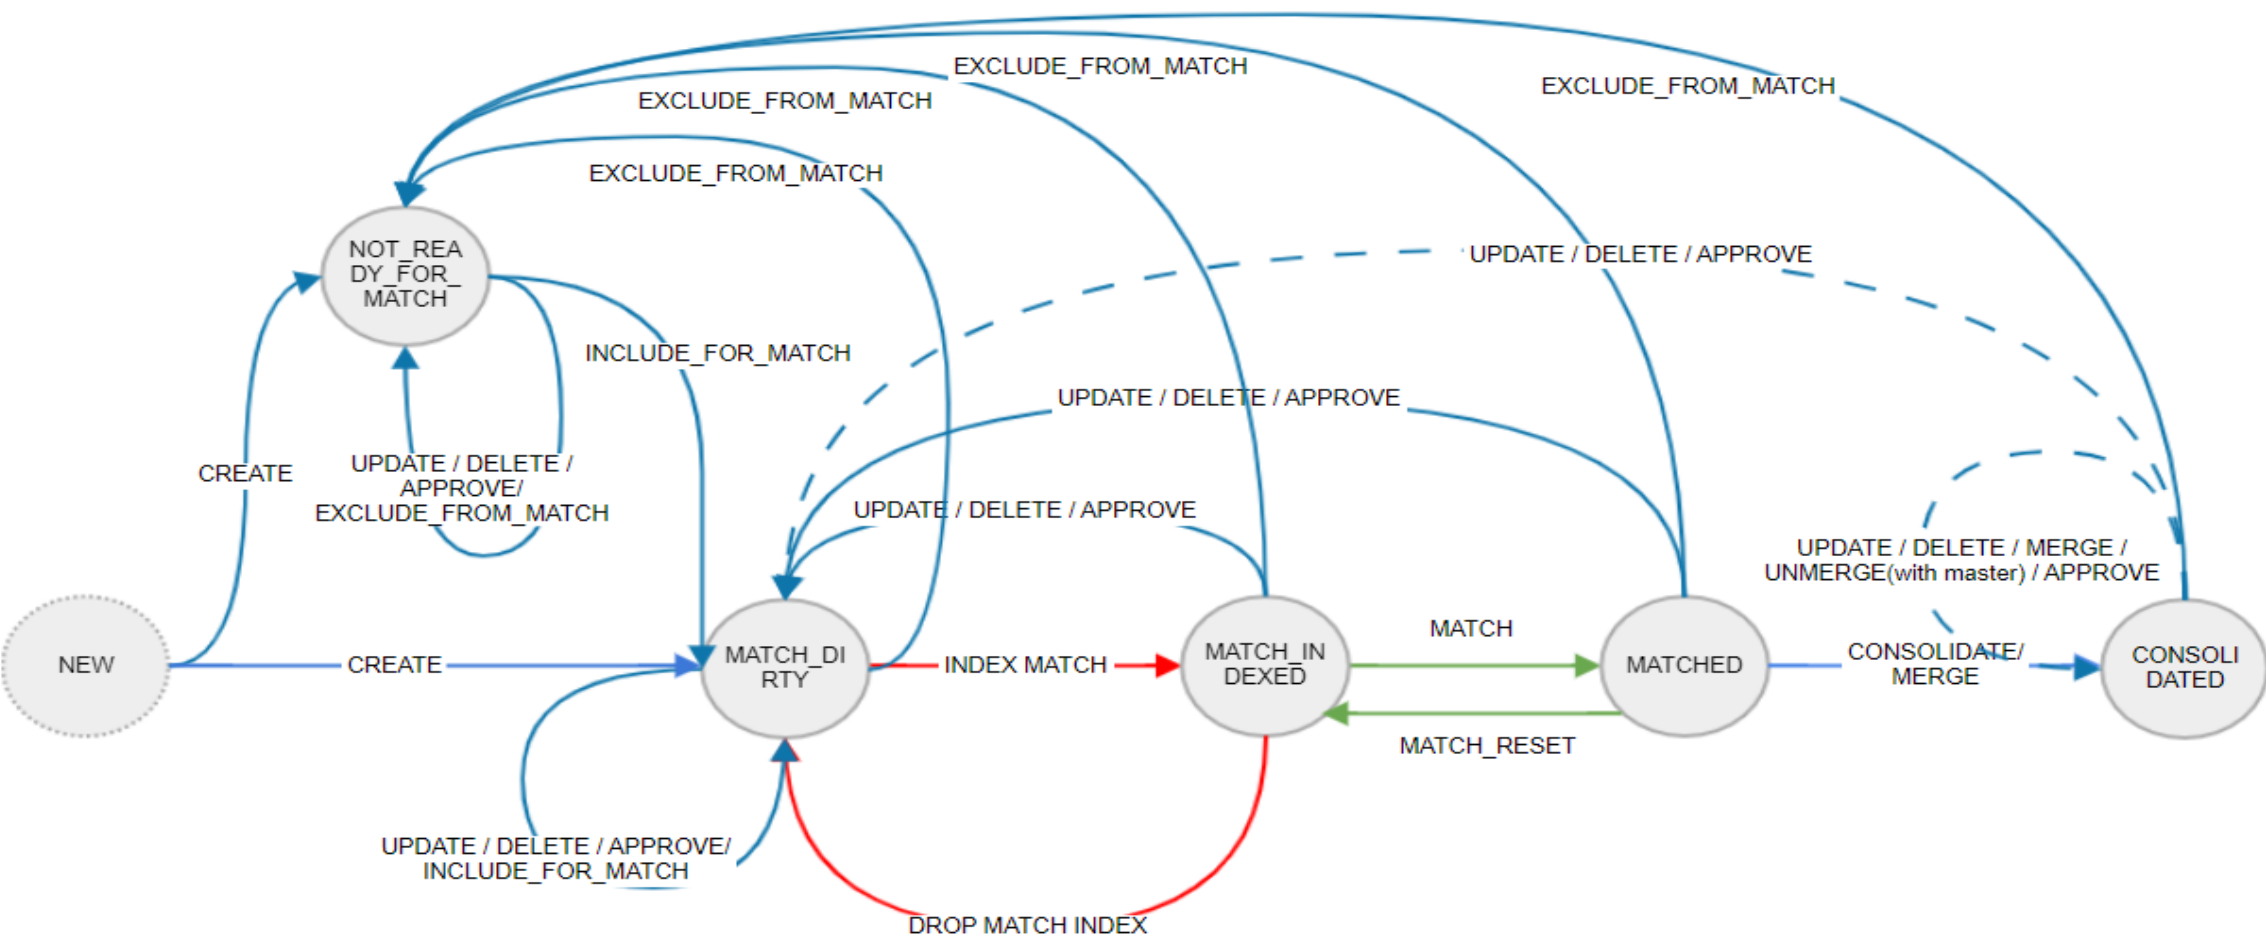 EXCLUDE_FROM_MATCH
EXCLUDE_FROM_MATCH
EXCLUDE_FROM_MATCH
EXCLUDE_FROM_MATCH
NOT_REA
DY_FOR_
MATCH
UPDATE / DELETE / APPROVE
INCLUDE_FOR_MATCH
UPDATE / DELETE / APPROVE
CREATE
UPDATE / DELETE /
APPROVE/
EXCLUDE_FROM_MATCH
UPDATE / DELETE / APPROVE
UPDATE / DELETE / MERGE /
UNMERGE(with master) / APPROVE
NEW
CREATE
MATCH_DI
RTY
INDEX MATCH
MATCH_IN
DEXED
MATCH
MATCHED
CONSOLIDATE/
MERGE
CONSOLI
DATED
MATCH_RESET
UPDATE / DELETE / APPROVE/
INCLUDE_FOR_MATCH
DROP MATCH INDEX